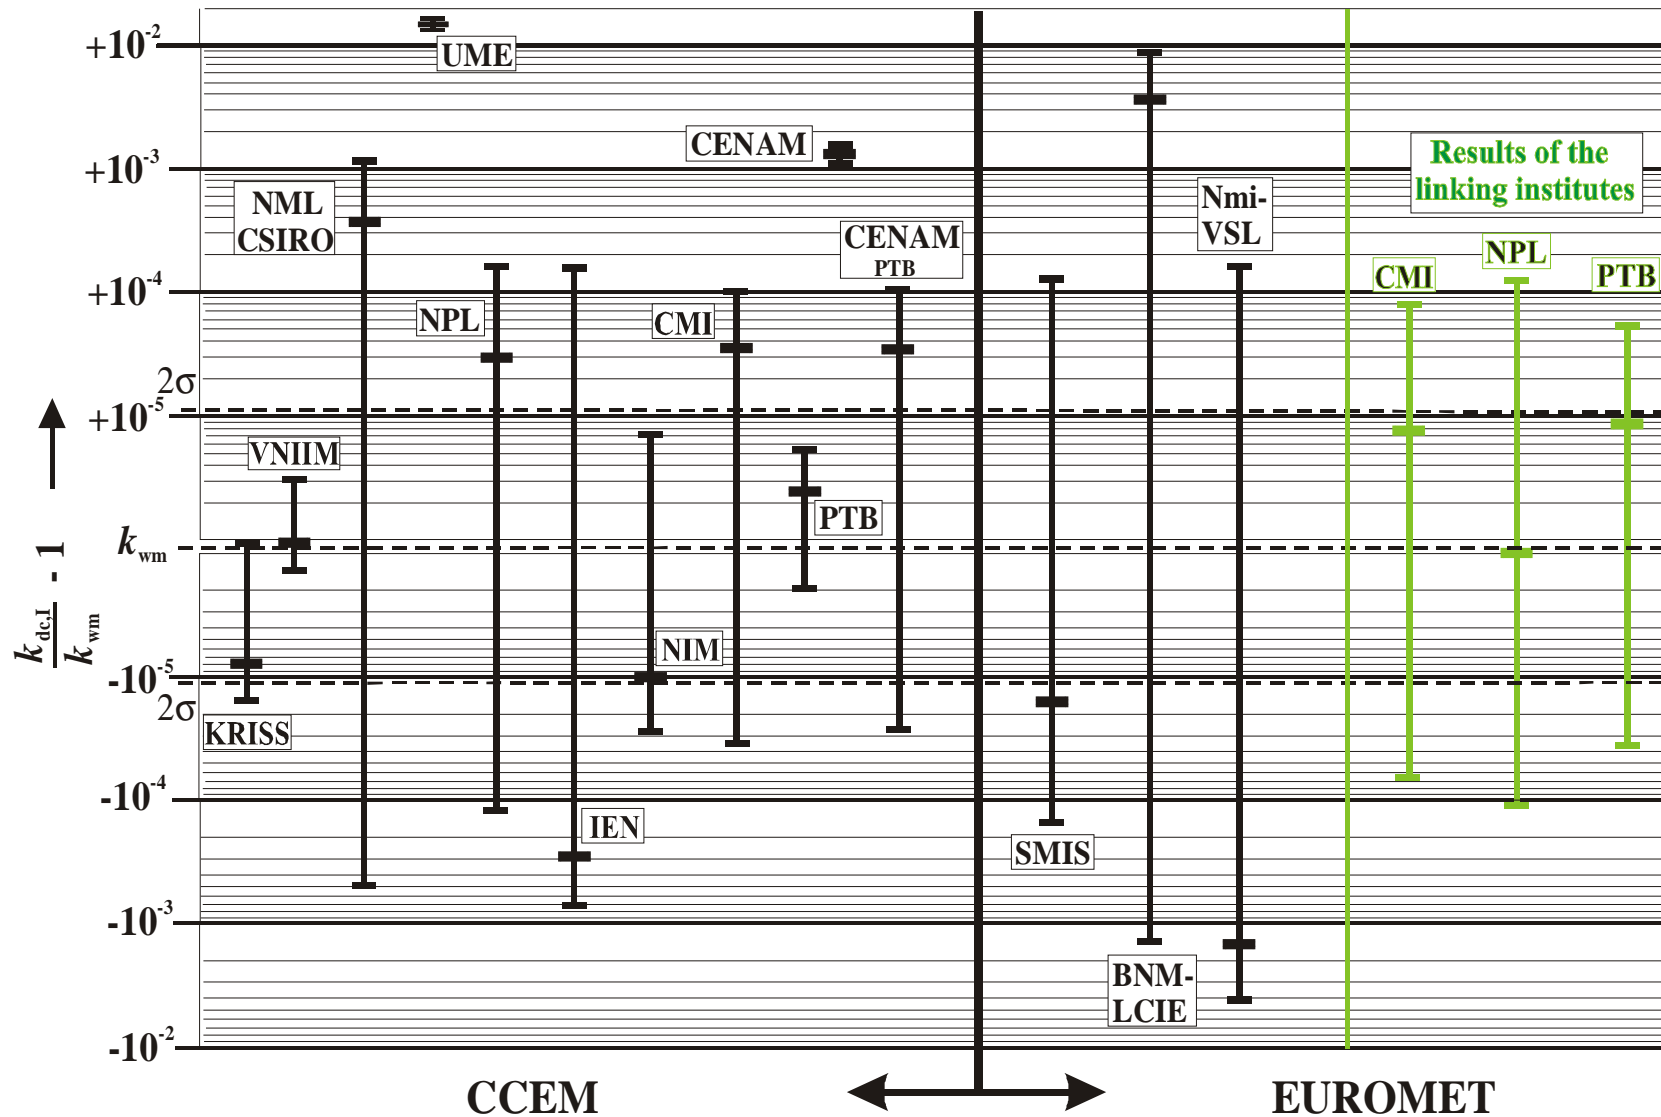 +10-2
UME
CENAM
+10-3
Results of the
linking institutes
NML
CSIRO
Nmi-
VSL
CENAM
PTB
NPL
CMI
PTB
+10-4
NPL
CMI
2σ
+10-5
VNIIM
PTB
kwm
kdc,I
kwm
- 1
NIM
-10-5
2σ
KRISS
-10-4
IEN
SMIS
-10-3
BNM-
LCIE
-10-2
CCEM
EUROMET